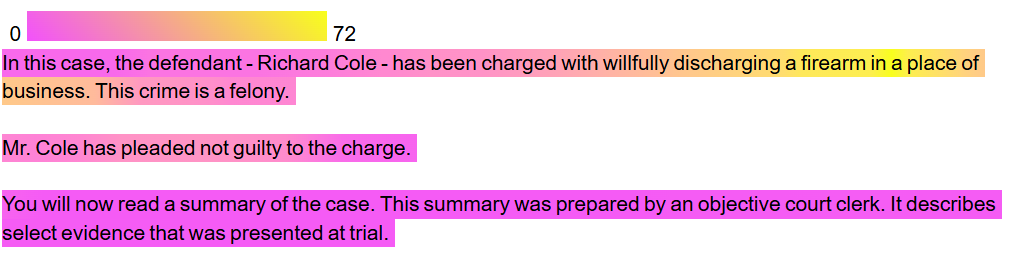 0 72
In this case, the defendant - Richard Cole - has been charged with willfully discharging a firearm in a place of
business. This crime is a felony.
Mr. Cole has pleaded not guilty to the charge.
You will now read a summary of the case. This summary was prepared by an objective court clerk. It describes
select evidence that was presented at trial.